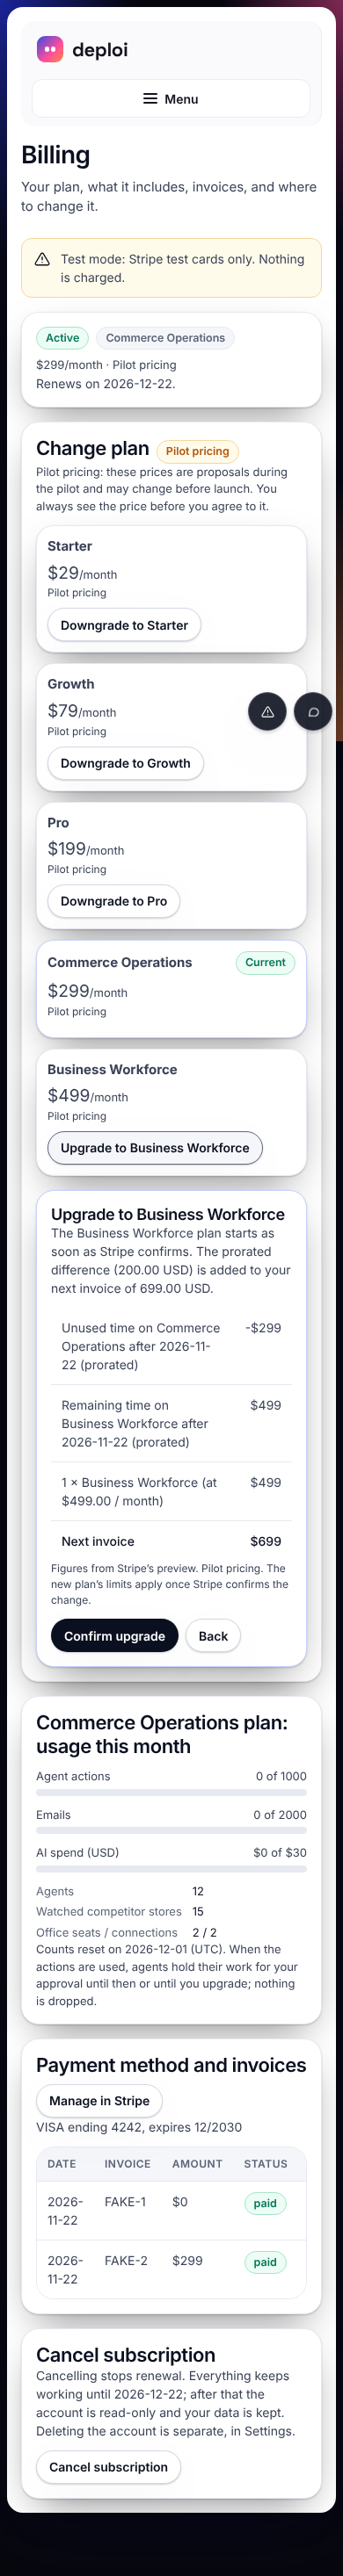 deploi
Menu
Billing
Your plan, what it includes, invoices, and where
to change it.
Test mode: Stripe test cards only. Nothing
is charged.
Active Commerce Operations
$299/month · Pilot pricing
Renews on 2026-12-22.
Change plan Pilot pricing
Pilot pricing: these prices are proposals during
the pilot and may change before launch. You
always see the price before you agree to it.
Starter
$29/month
Pilot pricing
Downgrade to Starter
Growth
$79/month
Pilot pricing
Downgrade to Growth
Pro
$199/month
Pilot pricing
Downgrade to Pro
Commerce Operations Current
$299/month
Pilot pricing
Business Workforce
$499/month
Pilot pricing
Upgrade to Business Workforce
Upgrade to Business Workforce
The Business Workforce plan starts as
soon as Stripe confirms. The prorated
difference (200.00 USD) is added to your
next invoice of 699.00 USD.
Unused time on Commerce -$299
Operations after 2026-11-
22 (prorated)
Remaining time on $499
Business Workforce after
2026-11-22 (prorated)
1 × Business Workforce (at $499
$499.00 / month)
Next invoice $699
Figures from Stripe's preview. Pilot pricing. The
new plan's limits apply once Stripe confirms the
change.
Confirm upgrade Back
Commerce Operations plan:
usage this month
Agent actions 0 of 1000
Emails 0 of 2000
AI spend (USD) $0 of $30
Agents 12
Watched competitor stores 15
Office seats / connections 2 / 2
Counts reset on 2026-12-01 (UTC). When the
actions are used, agents hold their work for your
approval until then or until you upgrade; nothing
is dropped.
Payment method and invoices
Manage in Stripe
VISA ending 4242, expires 12/2030
DATE INVOICE AMOUNT STATUS
2026- FAKE-1 $0 paid
11-22
2026- FAKE-2 $299 paid
11-22
Cancel subscription
Cancelling stops renewal. Everything keeps
working until 2026-12-22; after that the
account is read-only and your data is kept.
Deleting the account is separate, in Settings.
Cancel subscription